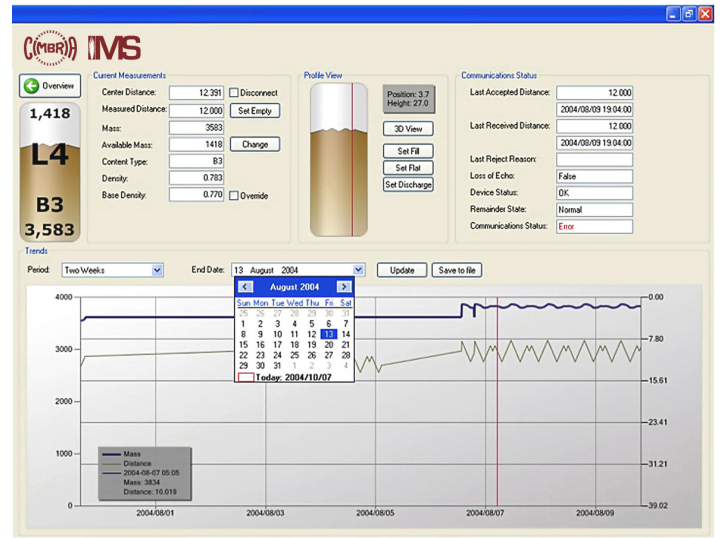 C(MBRIA IMS
Overview
1,418
L4
B3
3,583
Current Measurements
Center Distance: 12.391 Disconnect
Measured Distance: 12.000 Set Empty
Mass: 3583
Available Mass: 1418 Change
Content Type: B3
Density: 0.783
Base Density: 0.770 Override
Profile View
Position: 3.7
Height: 27.0
3D View
Set Fill
Set Flat
Set Discharge
Communications Status
Last Accepted Distance: 12.000
2004/08/09 19:04:00
Last Received Distance: 12.000
2004/08/09 19:04:00
Last Reject Reason:
Loss of Echo: False
Device Status: OK
Remainder State: Normal
Communications Status: Error
Trends
Period: Two Weeks End Date: 13 August 2004 Update Save to file
August 2004
Sun Mon Tue Wed Thu Fri Sat
25 26 27 28 29 30 31
1 2 3 4 5 6 7
8 9 10 11 12 13 14
15 16 17 18 19 20 21
22 23 24 25 26 27 28
29 30 31 1 2 3 4
Today: 2004/10/07
4000
3000
2000
1000
0
0.00
7.80
15.61
23.41
31.21
39.02
Mass
Distance
2004-08-07 05:05
Mass: 3834
Distance: 10.019
2004/08/01 2004/08/03 2004/08/05 2004/08/07 2004/08/09